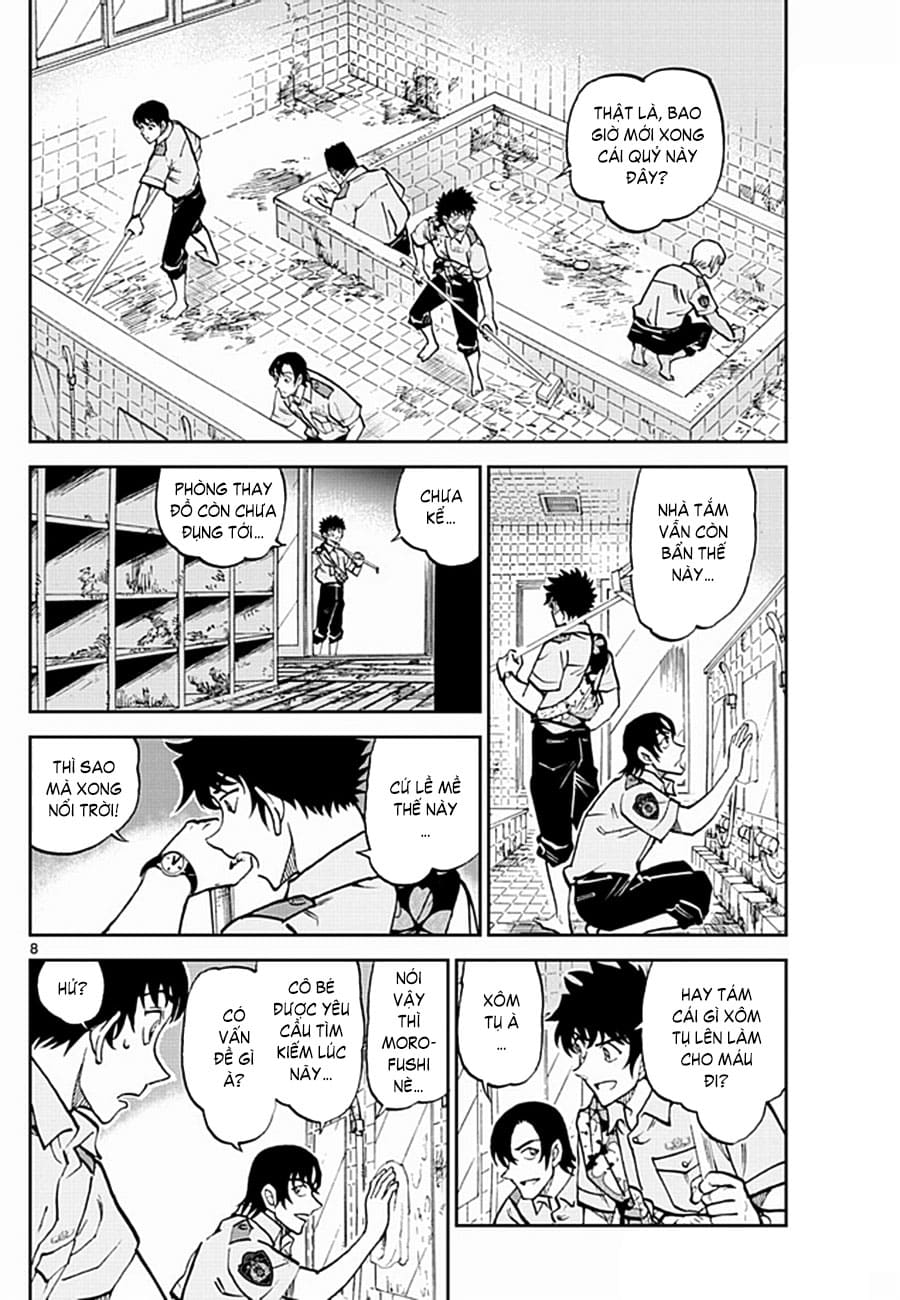 THẬT LÀ, BAO
GIỜ MỚI XONG
CÁI QUỶ NÀY
ĐÂY?
NHÀ TẮM
VẪN CÒN
BẨN THẾ
NÀY...
CHƯA
KỂ...
PHÒNG THAY
ĐỒ CÒN CHƯA
ĐỤNG TỚI...
CỨ LỀ MỀ
THẾ NÀY
...
THÌ SAO
MÀ XONG
NỔI TRỜI!
8
HAY TÁM
CÁI GÌ XÔM
TỤ LÊN LÀM
CHO MÁU
ĐI?
XÔM
TỤ À
...
NÓI
VẬY
THÌ
MORO-
FUSHI
NÈ...
CÔ BÉ
ĐƯỢC YÊU
CẦU TÌM
KIẾM LÚC
NÀY...
CÓ
VẤN
ĐỀ GÌ
À?
HỬ?